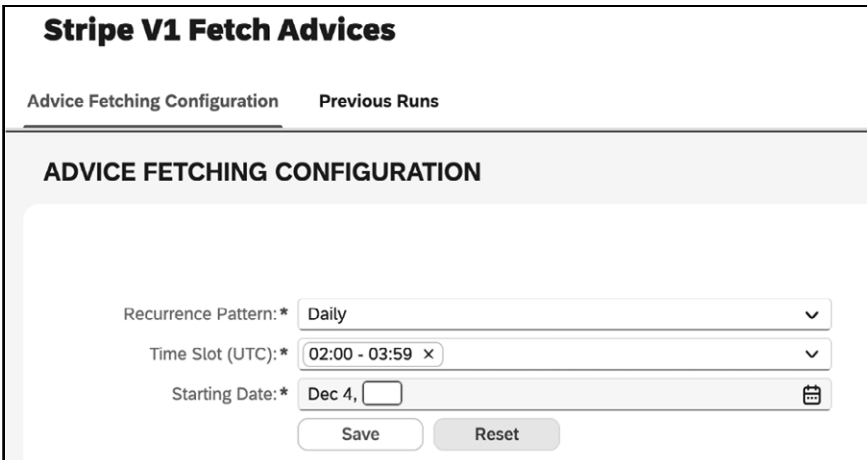 Stripe V1 Fetch Advices
Advice Fetching Configuration Previous Runs
ADVICE FETCHING CONFIGURATION
Recurrence Pattern:* Daily
Time Slot (UTC):* 02:00 - 03:59 ×
Starting Date:* Dec 4,
Save Reset